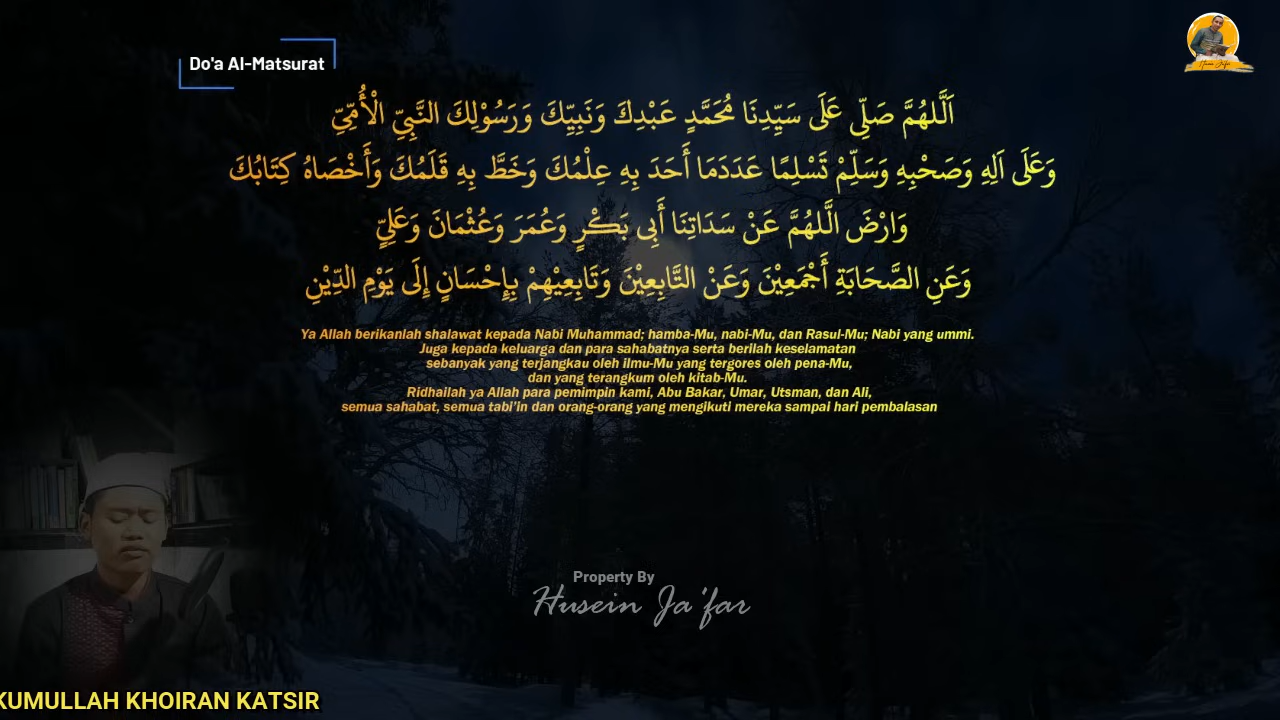 Do'a Al-Matsurat
اَللّٰهُمَّ صَلِّى عَلَى سَيِّدِنَا مُحَمَّدٍ عَبْدِكَ وَنَبِيِّكَ وَرَسُوْلِكَ النَّبِيِّ الْأُمِّيِّ
وَعَلَى اَلِهِ وَصَحْبِهِ وَسَلِّمْ تَسْلِمًا عَدَدَمَا أَحَدَ بِهِ عِلْمُكَ وَخَطَّ بِهِ قَلَمُكَ وَأَخْصَاهُ كِتَابُكَ
وَارْضَ الَّلهُمَّ عَنْ سَدَاتِنَا أَبِى بَكْرٍ وَعُمَرَ وَعُثْمَانَ وَعَلِيٍّ
وَعَنِ الصَّحَابَةِ أَجْمَعِيْنَ وَعَنْ التَّابِعِيْنَ وَتَابِعِيْهِمْ بِإِحْسَانٍ إِلَى يَوْمِ الدِّيْنِ
Ya Allah berikanlah shalawat kepada Nabi Muhammad; hamba-Mu, nabi-Mu, dan Rasul-Mu; Nabi yang ummi.
Juga kepada keluarga dan para sahabatnya serta berilah keselamatan
sebanyak yang terjangkau oleh ilmu-Mu yang tergores oleh pena-Mu,
dan yang terangkum oleh kitab-Mu.
Ridhailah ya Allah para pemimpin kami, Abu Bakar, Umar, Utsman, dan Ali,
semua sahabat, semua tabi'in dan orang-orang yang mengikuti mereka sampai hari pembalasan
Property By
Husein Ja'far
KUMULLAH KHOIRAN KATSIR